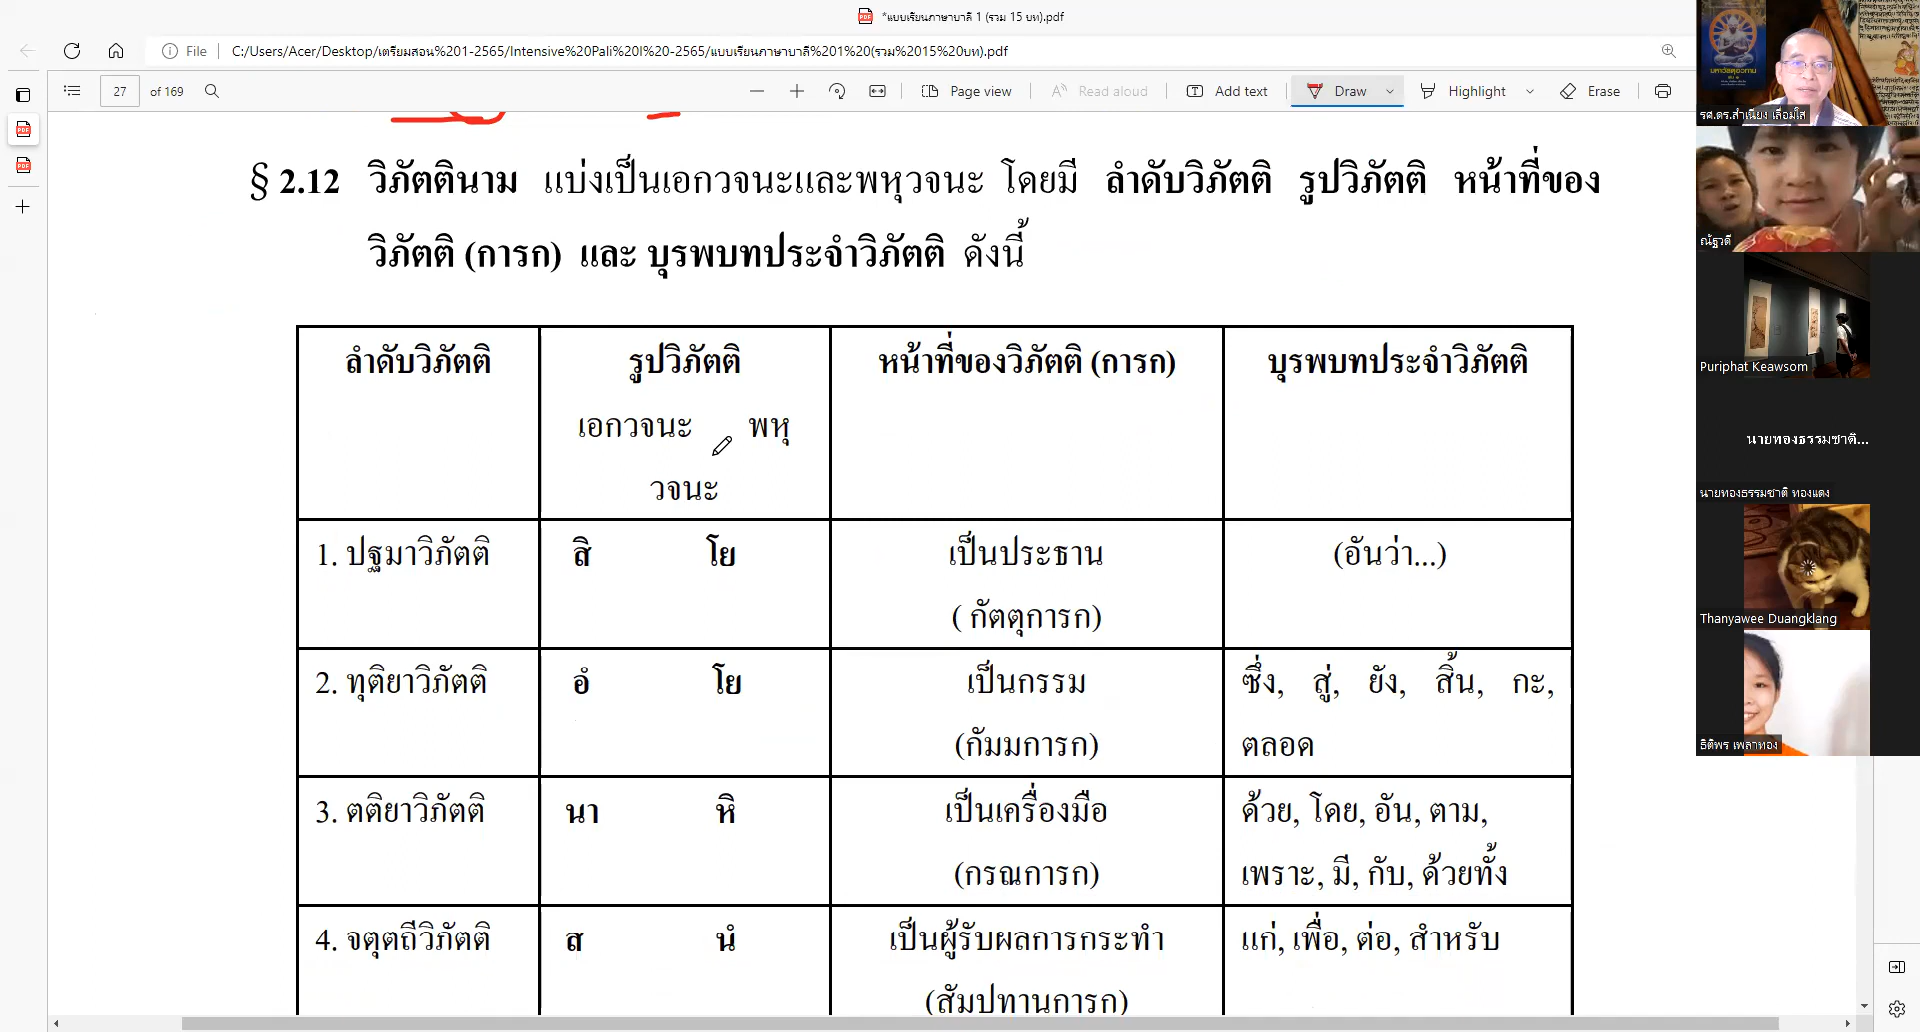 *แบบเรียนภาษาบาลี 1 (รวม 15 บท).pdf
File
C:/Users/Acer/Desktop/เตรียมสอน%201-2565/Intensive%20Pali%20I%20-2565/แบบเรียนภาษาบาลี%201%20(รวม%2015%20บท).pdf
27 of 169
Page view
Read aloud
Add text
Draw
Highlight
Erase
§ 2.12 วิภัตตินาม แบ่งเป็นเอกวจนะและพหุวจนะ โดยมี ลำดับวิภัตติ รูปวิภัตติ หน้าที่ของ
วิภัตติ (การก) และ บุรพบทประจำวิภัตติ ดังนี้
ลำดับวิภัตติ รูปวิภัตติ หน้าที่ของวิภัตติ (การก) บุรพบทประจำวิภัตติ
เอกวจนะ พหุ
วจนะ
1. ปฐมาวิภัตติ สิ โย เป็นประธาน (อันว่า...)
( กัตตุการก)
2. ทุติยาวิภัตติ อํ โย เป็นกรรม ซึ่ง, สู่, ยัง, สิ้น, กะ,
(กัมมการก) ตลอด
3. ตติยาวิภัตติ นา หิ เป็นเครื่องมือ ด้วย, โดย, อัน, ตาม,
(กรณการก) เพราะ, มี, กับ, ด้วยทั้ง
4. จตุตถีวิภัตติ ส นํ เป็นผู้รับผลการกระทำ แก่, เพื่อ, ต่อ, สำหรับ
(สัมปทานการก)
รศ.ดร.สำเนียง เลื่อมใส
ณัฐวดี
Puriphat Keawsom
นายทองธรรมชาติ...
นายทองธรรมชาติ ทองแดง
Thanyawee Duangklang
ธิติพร เพลาทอง